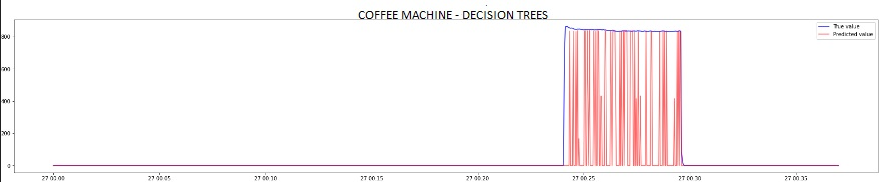 COFFEE MACHINE - DECISION TREES
True value
Predicted value
800
600
400
200
0
27 00:00 27 00:05 27 00:10 27 00:15 27 00:20 27 00:25 27 00:30 27 00:35